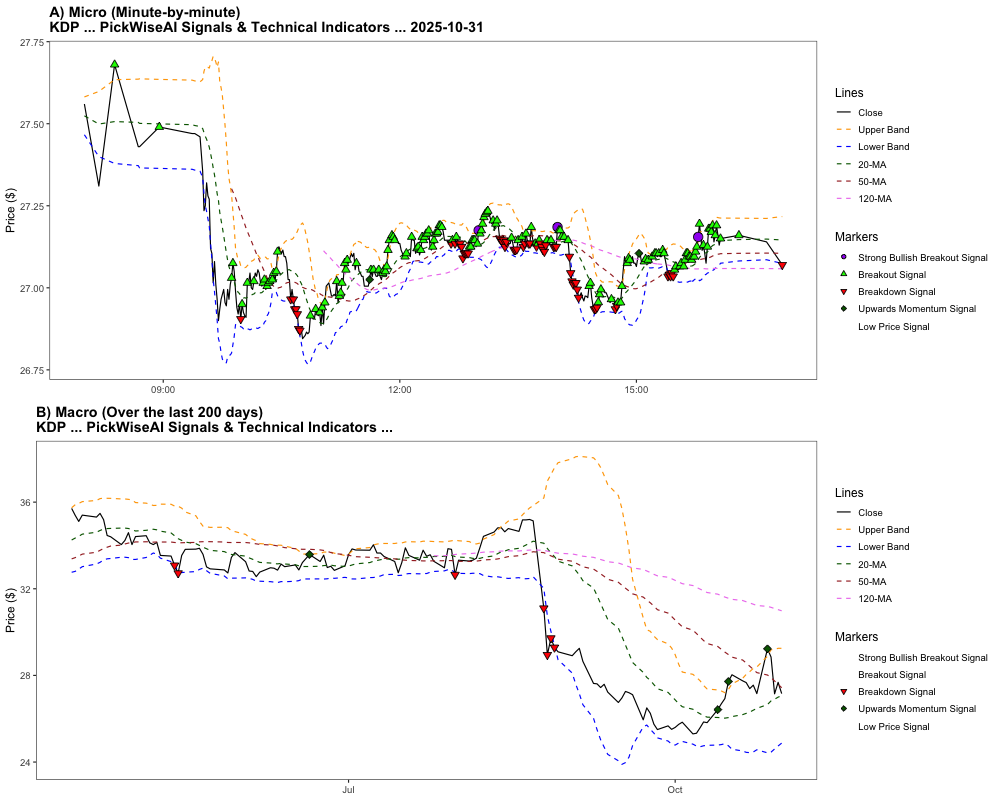 A) Micro (Minute-by-minute)
KDP ... PickWiseAI Signals & Technical Indicators ... 2025-10-31
Price ($)
27.75
27.50
27.25
27.00
26.75
09:00
12:00
15:00
Lines
Close
Upper Band
Lower Band
20-MA
50-MA
120-MA
Markers
Strong Bullish Breakout Signal
Breakout Signal
Breakdown Signal
Upwards Momentum Signal
Low Price Signal
B) Macro (Over the last 200 days)
KDP ... PickWiseAI Signals & Technical Indicators ...
Price ($)
36
32
28
24
Jul
Oct
Lines
Close
Upper Band
Lower Band
20-MA
50-MA
120-MA
Markers
Strong Bullish Breakout Signal
Breakout Signal
Breakdown Signal
Upwards Momentum Signal
Low Price Signal